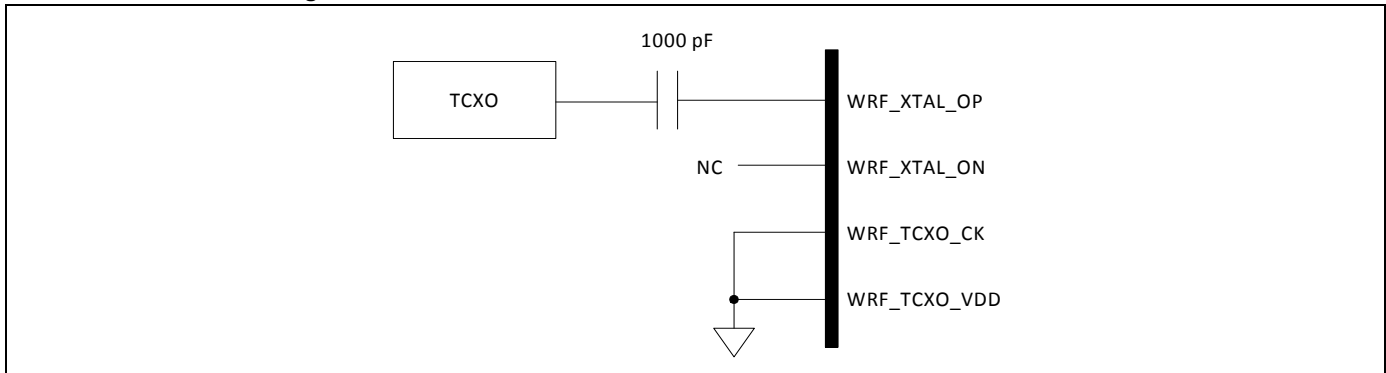 1000 pF
TCXO
WRF_XTAL_OP
NC
WRF_XTAL_ON
WRF_TCXO_CK
WRF_TCXO_VDD